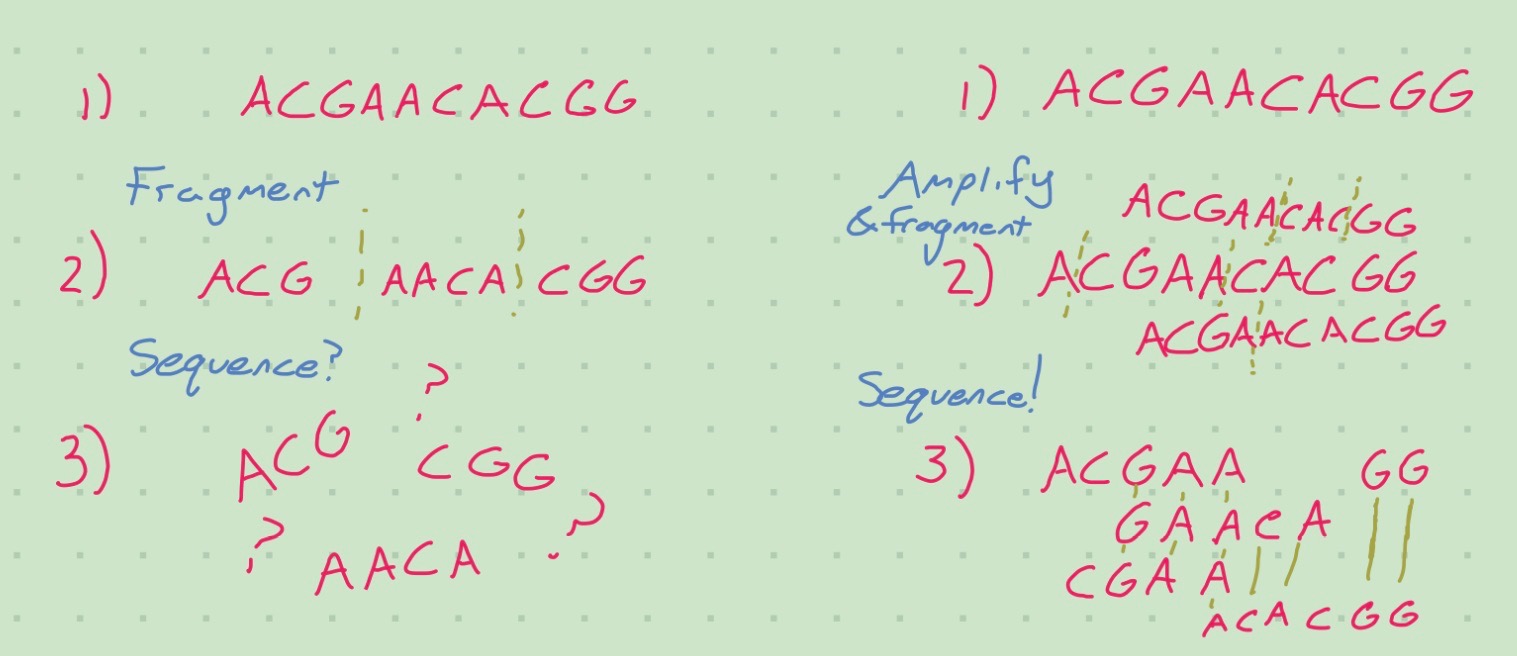 1) ACGAACACGG
Fragment
2) ACG AACA CGG
Sequence?
?
3) ACG CGG
? AACA ?
1) ACGAACACGG
Amplify
& fragment
ACGAACACGG
2) ACGAACACGG
ACGAACACGG
Sequence!
3) ACGAA GG
GAACA
CGAA
ACACGG